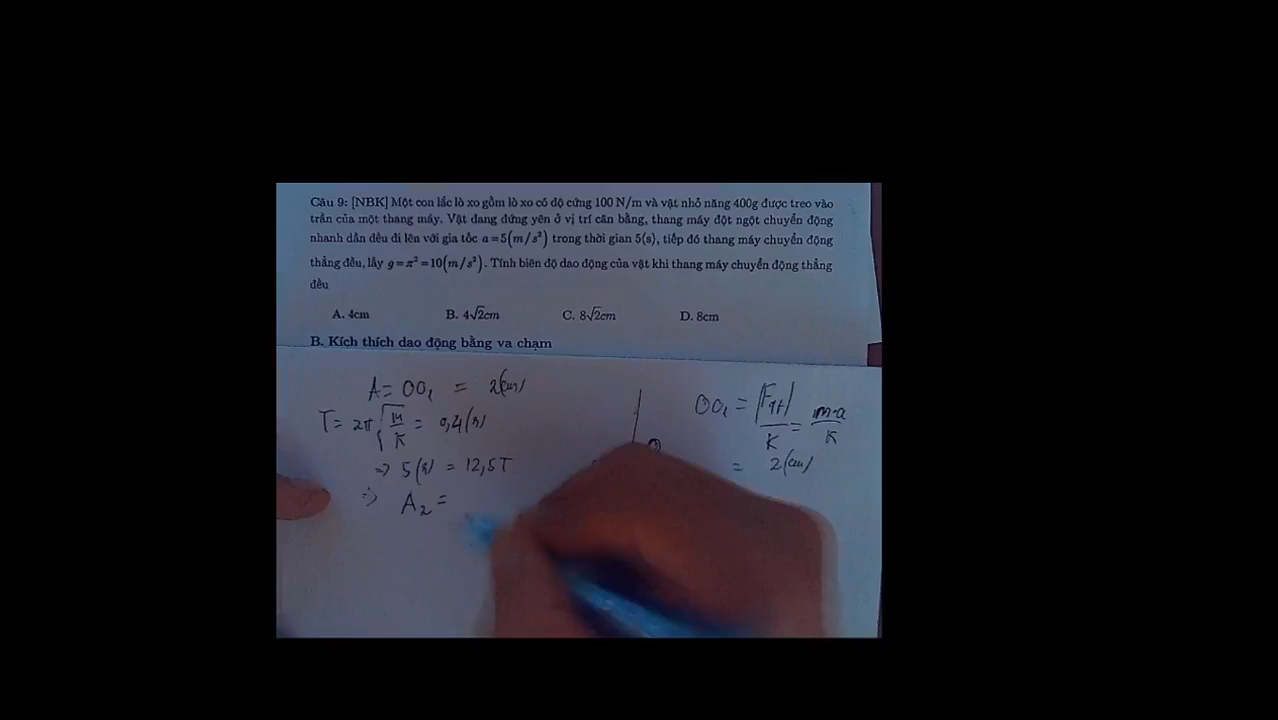 Câu 9: [NBK] Một con lắc lò xo gồm lò xo có độ cứng 100 N/m và vật nhỏ nặng 400g được treo vào
trần của một thang máy. Vật đang đứng yên ở vị trí cân bằng, thang máy đột ngột chuyển động
nhanh dần đều đi lên với gia tốc a=5(m/s²) trong thời gian 5(s), tiếp đó thang máy chuyển động
thẳng đều, lấy g=π²=10(m/s²). Tính biên độ dao động của vật khi thang máy chuyển động thẳng
đều
A. 4cm B. 4√2cm C. 8√2cm D. 8cm
B. Kích thích dao động bằng va chạm
A = OO₁ = 2(cm)
T = 2π√(m/K) = 0,4(s)
=> 5(s) = 12,5T
=> A₂ =
OO₁ = |Fqt|/K = m.a/K
= 2(cm)